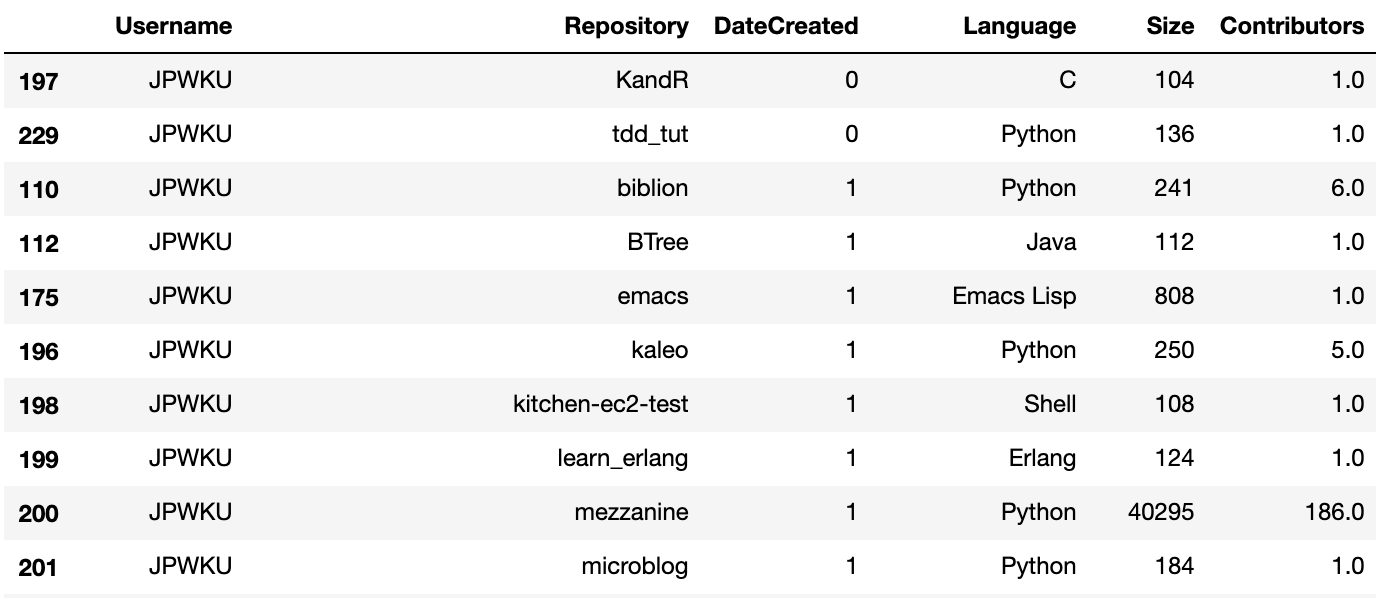 Username Repository DateCreated Language Size Contributors
197 JPWKU KandR 0 C 104 1.0
229 JPWKU tdd_tut 0 Python 136 1.0
110 JPWKU biblion 1 Python 241 6.0
112 JPWKU BTree 1 Java 112 1.0
175 JPWKU emacs 1 Emacs Lisp 808 1.0
196 JPWKU kaleo 1 Python 250 5.0
198 JPWKU kitchen-ec2-test 1 Shell 108 1.0
199 JPWKU learn_erlang 1 Erlang 124 1.0
200 JPWKU mezzanine 1 Python 40295 186.0
201 JPWKU microblog 1 Python 184 1.0